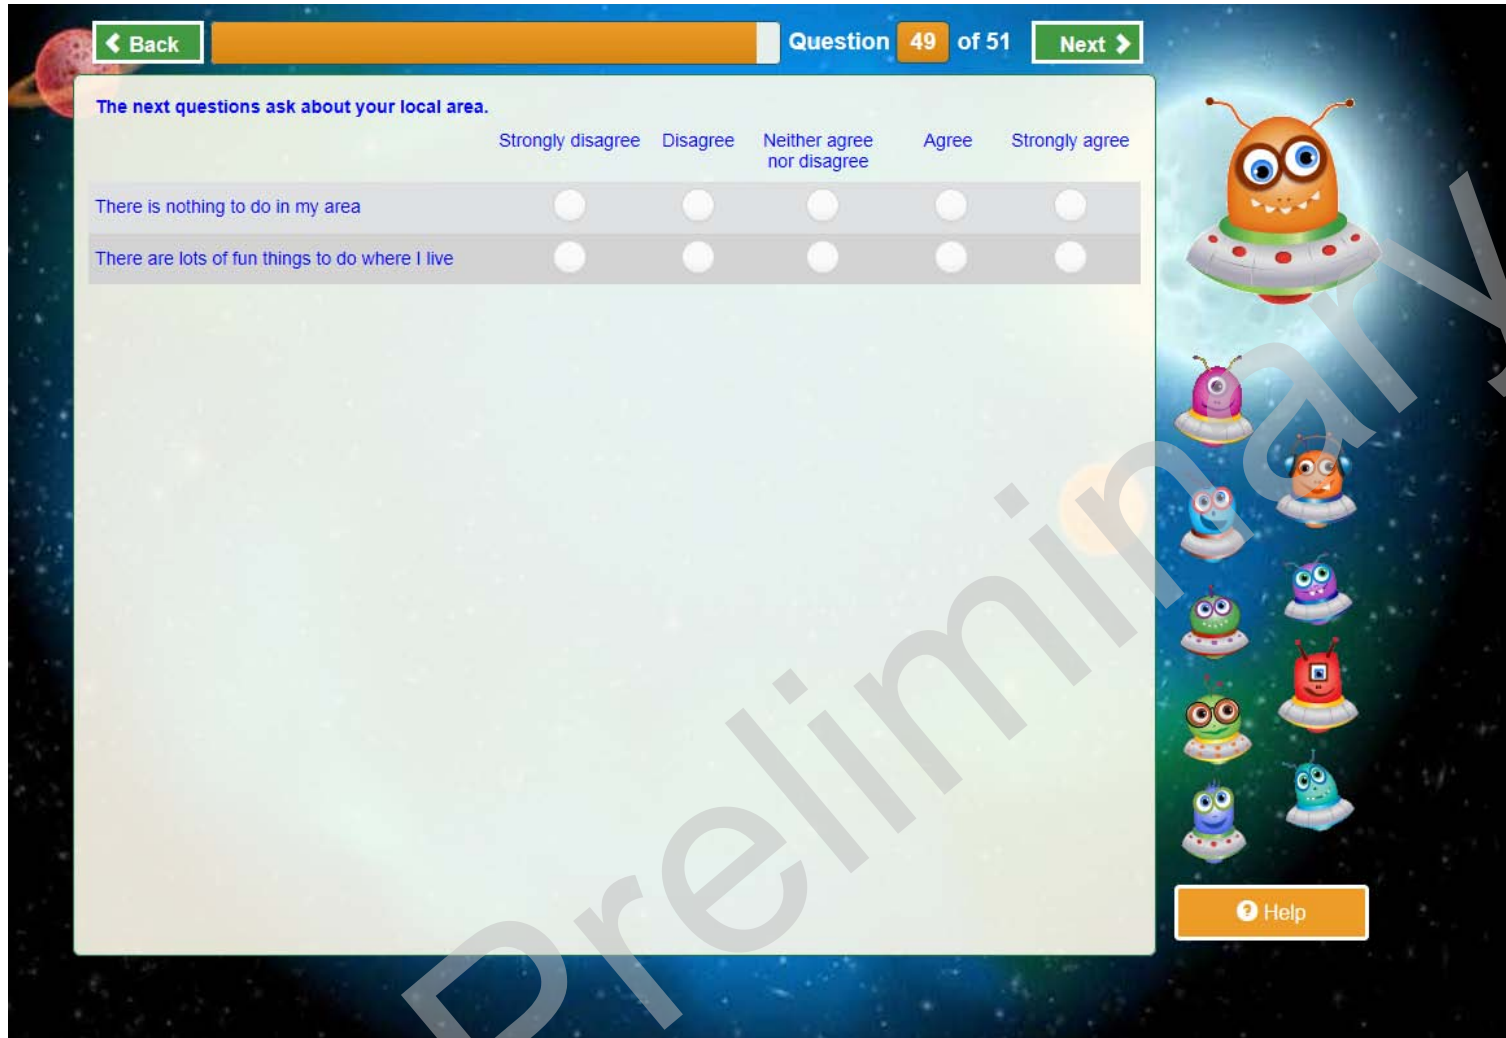 Back
Question 49 of 51
Next
The next questions ask about your local area.
Strongly disagree Disagree Neither agree nor disagree Agree Strongly agree
There is nothing to do in my area
There are lots of fun things to do where I live
? Help
Preliminary